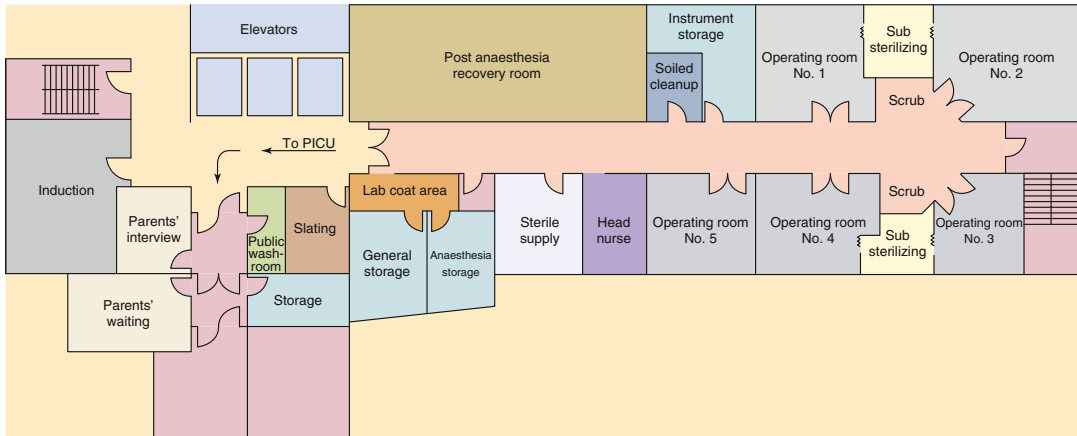 Elevators
Post anaesthesia
recovery room
Instrument
storage
Soiled
cleanup
Operating room
No. 1
Sub
sterilizing
Operating room
No. 2
Scrub
To PICU
Induction
Parents'
interview
Public
wash-
room
Slating
Lab coat area
General
storage
Anaesthesia
storage
Sterile
supply
Head
nurse
Operating room
No. 5
Operating room
No. 4
Scrub
Sub
sterilizing
Operating room
No. 3
Parents'
waiting
Storage